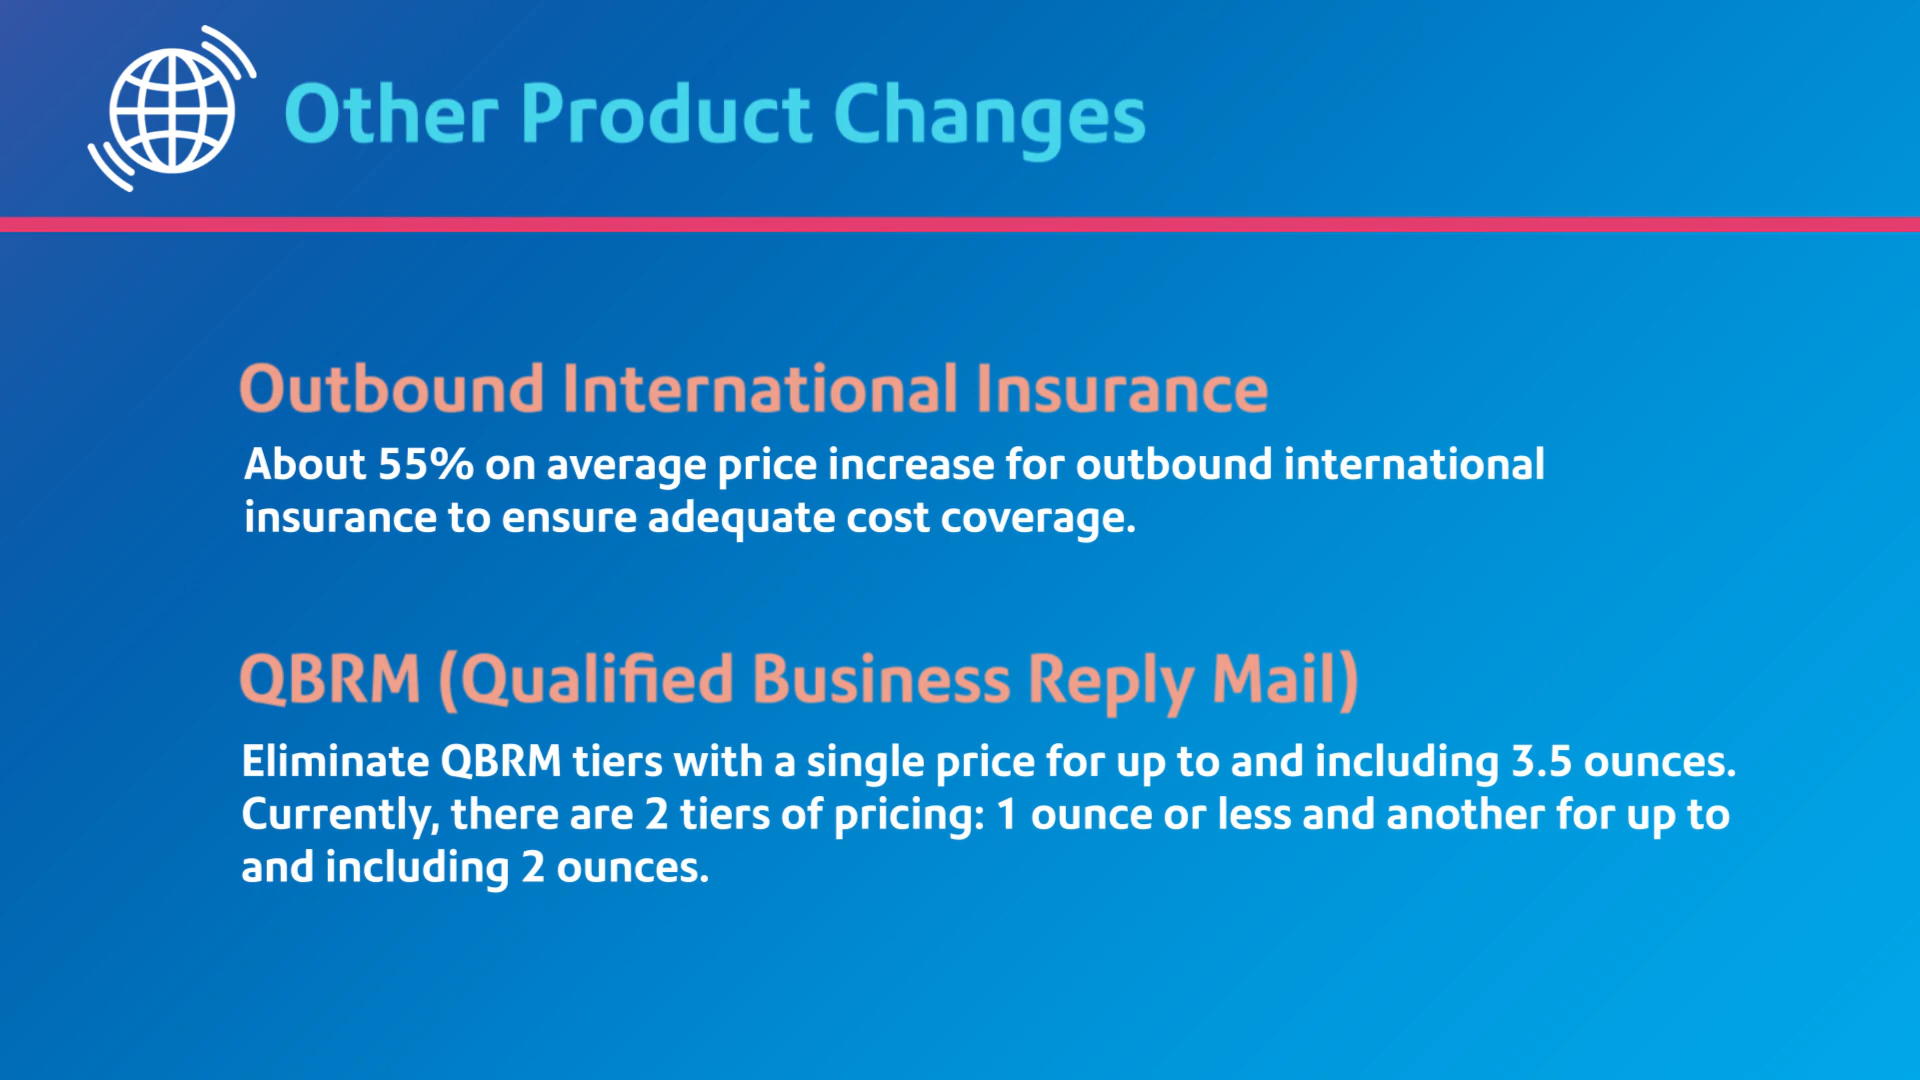 Other Product Changes
Outbound International Insurance
About 55% on average price increase for outbound international
insurance to ensure adequate cost coverage.
QBRM (Qualified Business Reply Mail)
Eliminate QBRM tiers with a single price for up to and including 3.5 ounces.
Currently, there are 2 tiers of pricing: 1 ounce or less and another for up to
and including 2 ounces.